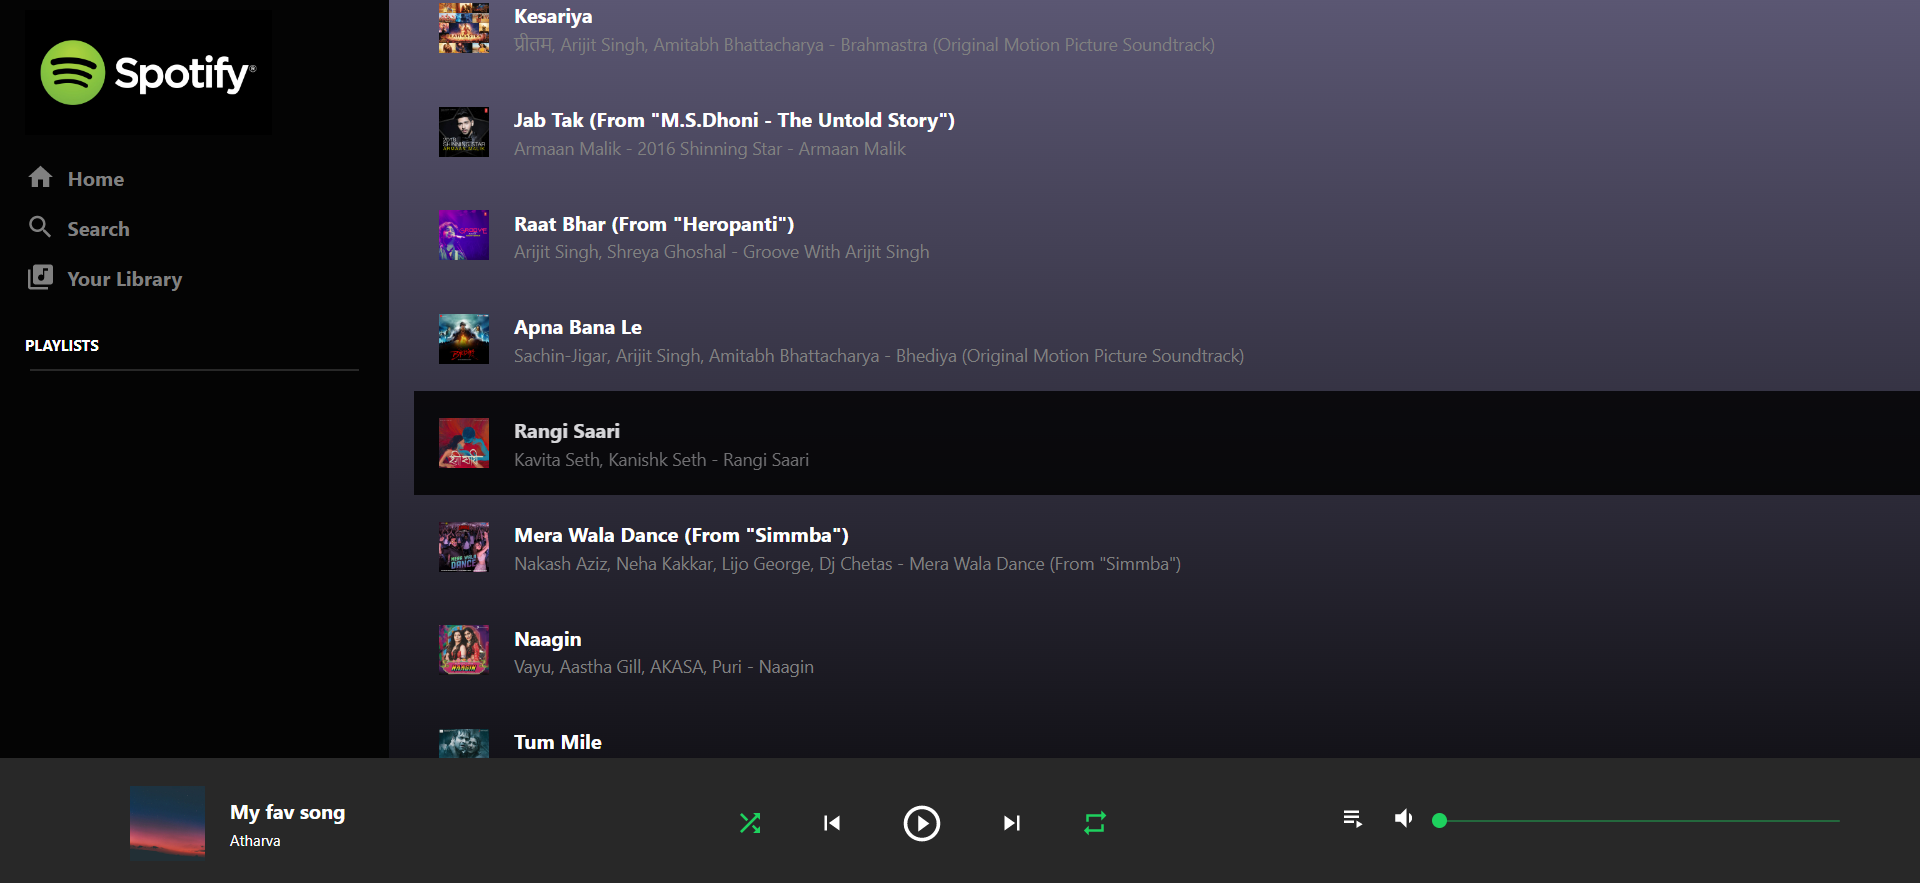 Spotify®
Home
Search
Your Library
PLAYLISTS
Kesariya
प्रीतम, Arijit Singh, Amitabh Bhattacharya - Brahmastra (Original Motion Picture Soundtrack)
Jab Tak (From "M.S.Dhoni - The Untold Story")
Armaan Malik - 2016 Shinning Star - Armaan Malik
Raat Bhar (From "Heropanti")
Arijit Singh, Shreya Ghoshal - Groove With Arijit Singh
Apna Bana Le
Sachin-Jigar, Arijit Singh, Amitabh Bhattacharya - Bhediya (Original Motion Picture Soundtrack)
Rangi Saari
Kavita Seth, Kanishk Seth - Rangi Saari
Mera Wala Dance (From "Simmba")
Nakash Aziz, Neha Kakkar, Lijo George, Dj Chetas - Mera Wala Dance (From "Simmba")
Naagin
Vayu, Aastha Gill, AKASA, Puri - Naagin
Tum Mile
My fav song
Atharva